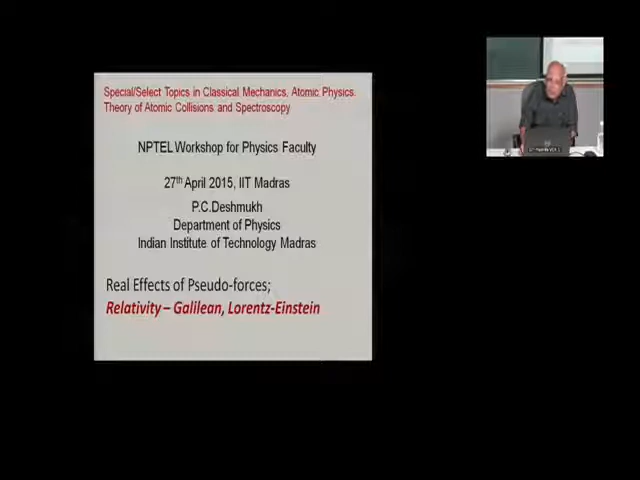 Special/Select Topics in Classical Mechanics, Atomic Physics.
Theory of Atomic Collisions and Spectroscopy
NPTEL Workshop for Physics Faculty
27th April 2015, IIT Madras
P.C.Deshmukh
Department of Physics
Indian Institute of Technology Madras
Real Effects of Pseudo-forces;
Relativity – Galilean, Lorentz-Einstein